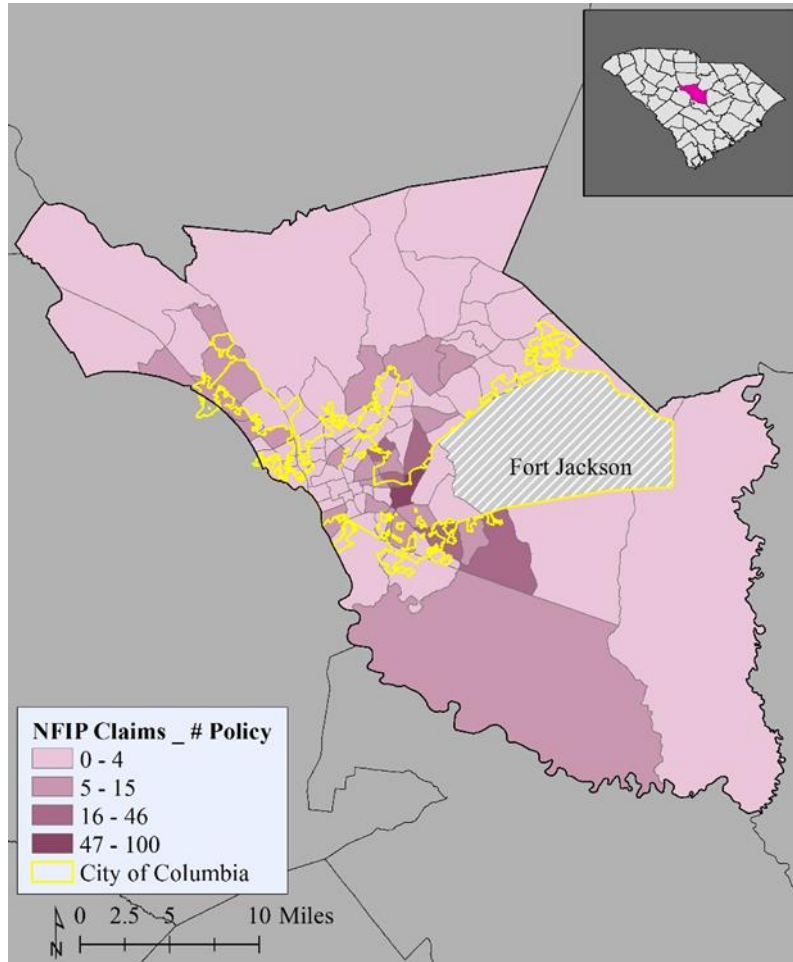 Fort Jackson
NFIP Claims _ # Policy
0 - 4
5 - 15
16 - 46
47 - 100
City of Columbia
N
0 2.5 5 10 Miles